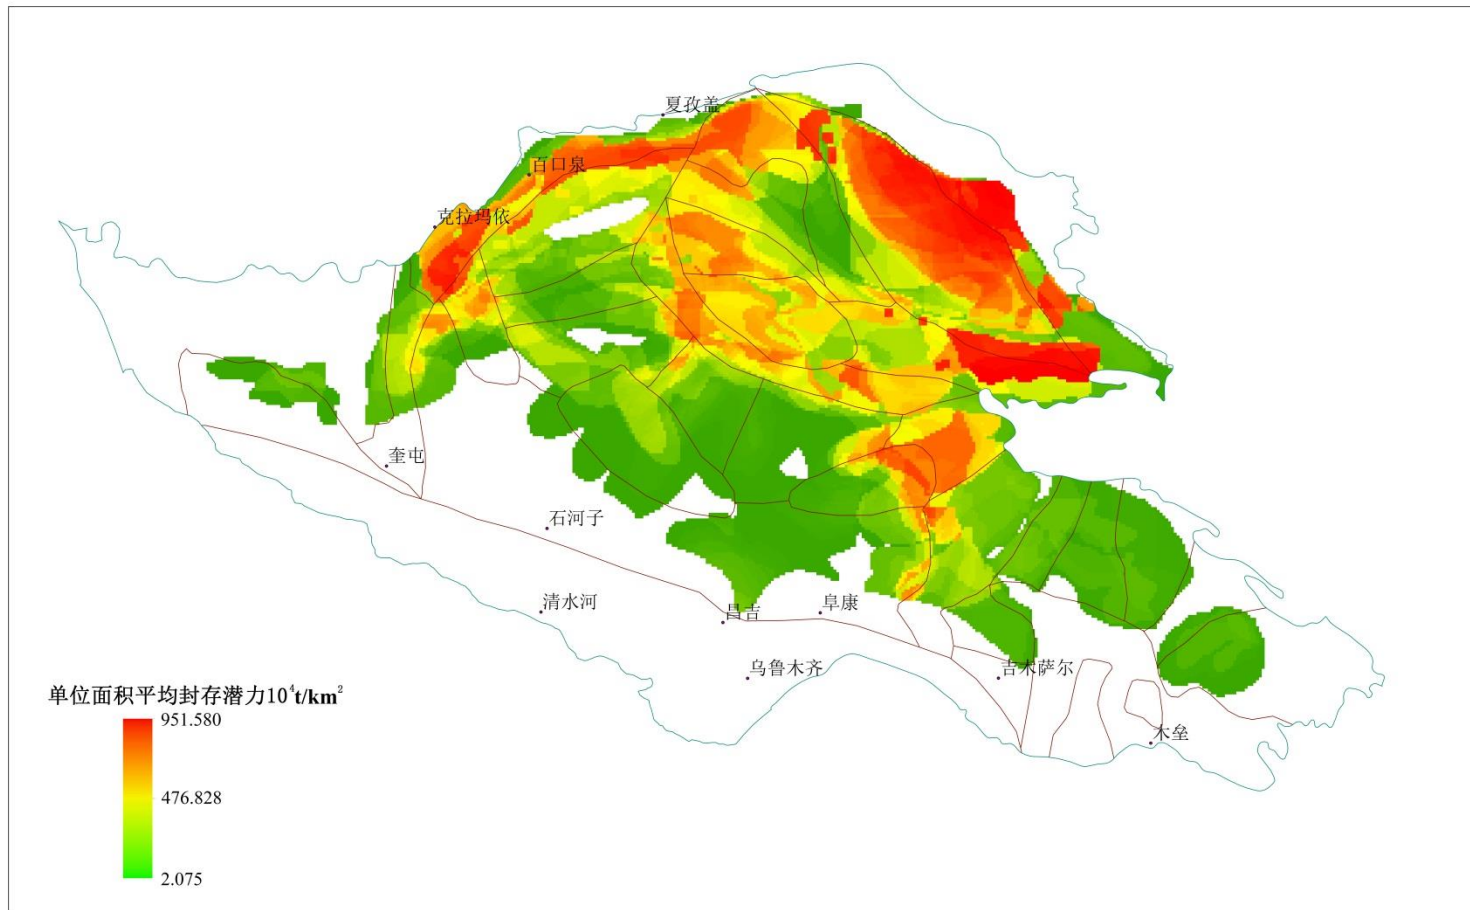 夏孜盖
百口泉
克拉玛依
奎屯
石河子
清水河
昌吉
阜康
乌鲁木齐
吉木萨尔
木垒
单位面积平均封存潜力10⁴t/km²
951.580
476.828
2.075